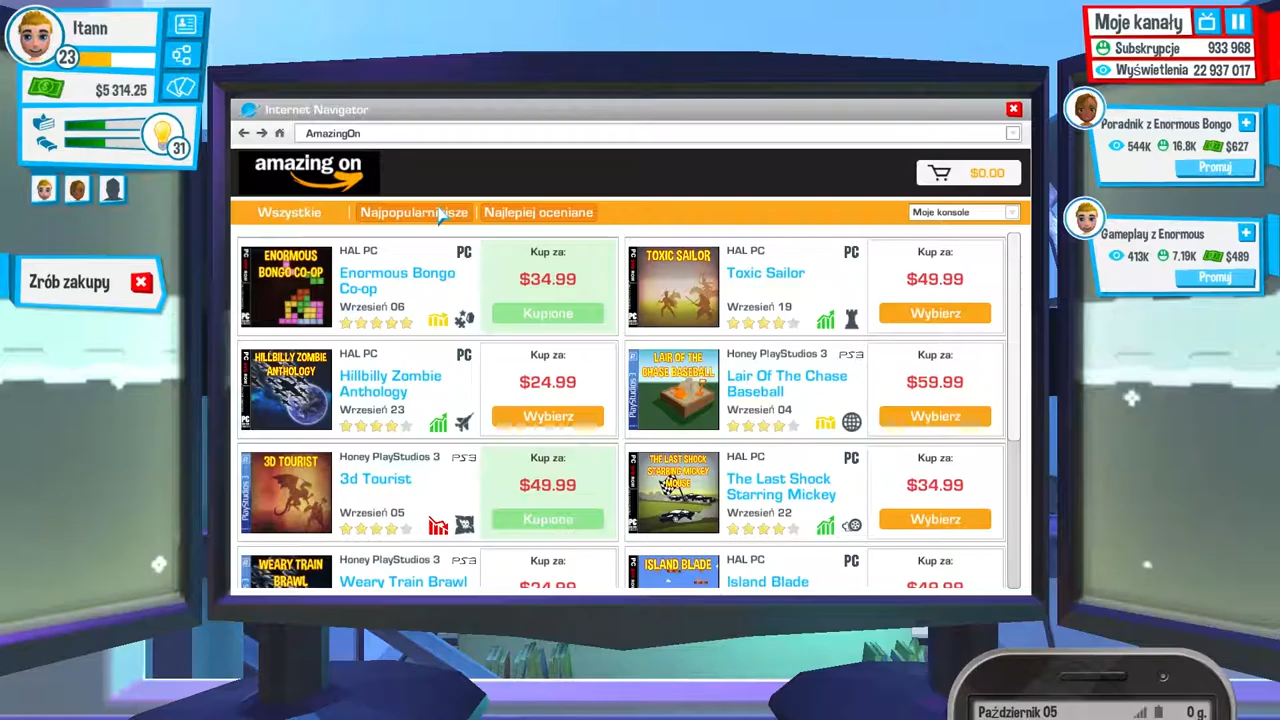 Itann
23
$5 314.25
31
Zrób zakupy
Internet Navigator
AmazingOn
amazing on
$0.00
Wszystkie | Najpopularniejsze | Najlepiej oceniane
Moje konsole
ENORMOUS
BONGO CO-OP
HAL PC PC
Enormous Bongo
Co-op
Wrzesień 06
Kup za:
$34.99
Kupione
TOXIC SAILOR
HAL PC PC
Toxic Sailor
Wrzesień 19
Kup za:
$49.99
Wybierz
HILLBILLY ZOMBIE
ANTHOLOGY
HAL PC PC
Hillbilly Zombie
Anthology
Wrzesień 23
Kup za:
$24.99
Wybierz
LAIR OF THE
CHASE BASEBALL
PlayStudios 3
Honey PlayStudios 3 PS3
Lair Of The Chase
Baseball
Wrzesień 04
Kup za:
$59.99
Wybierz
3D TOURIST
PlayStudios 3
Honey PlayStudios 3 PS3
3d Tourist
Wrzesień 05
Kup za:
$49.99
Kupione
THE LAST SHOCK
STARRING MICKEY
MOUSE
HAL PC PC
The Last Shock
Starring Mickey
Wrzesień 22
Kup za:
$34.99
Wybierz
WEARY TRAIN
BRAWL
Honey PlayStudios 3 PS3
Weary Train Brawl
Kup za:
$24.99
ISLAND BLADE
HAL PC PC
Island Blade
Kup za:
$49.99
Moje kanały
Subskrypcje 933 968
Wyświetlenia 22 937 017
Poradnik z Enormous Bongo
544K 16.8K $627
Promuj
Gameplay z Enormous
413K 7.19K $489
Promuj
Październik 05 0 g.